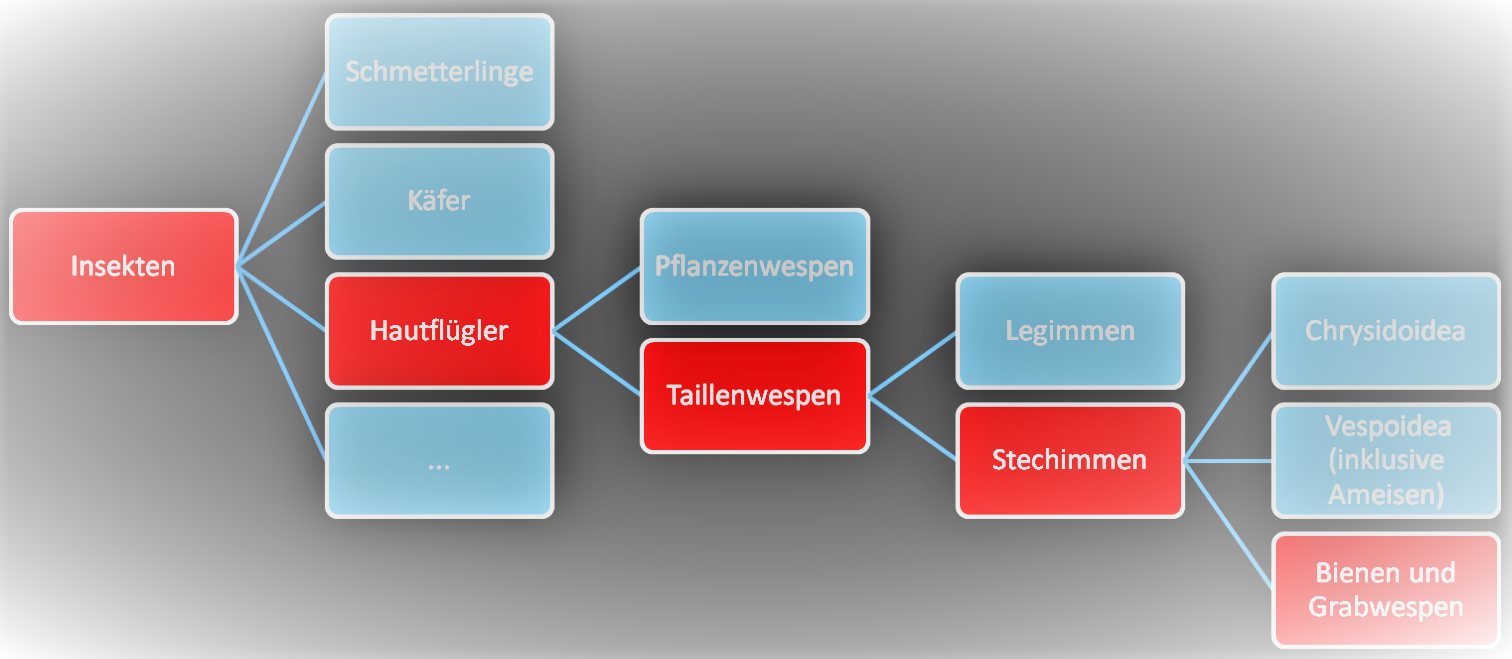 Schmetterlinge
Käfer
Insekten
Hautflügler
...
Pflanzenwespen
Taillenwespen
Legimmen
Stechimmen
Chrysidoidea
Vespoidea
(inklusive
Ameisen)
Bienen und
Grabwespen